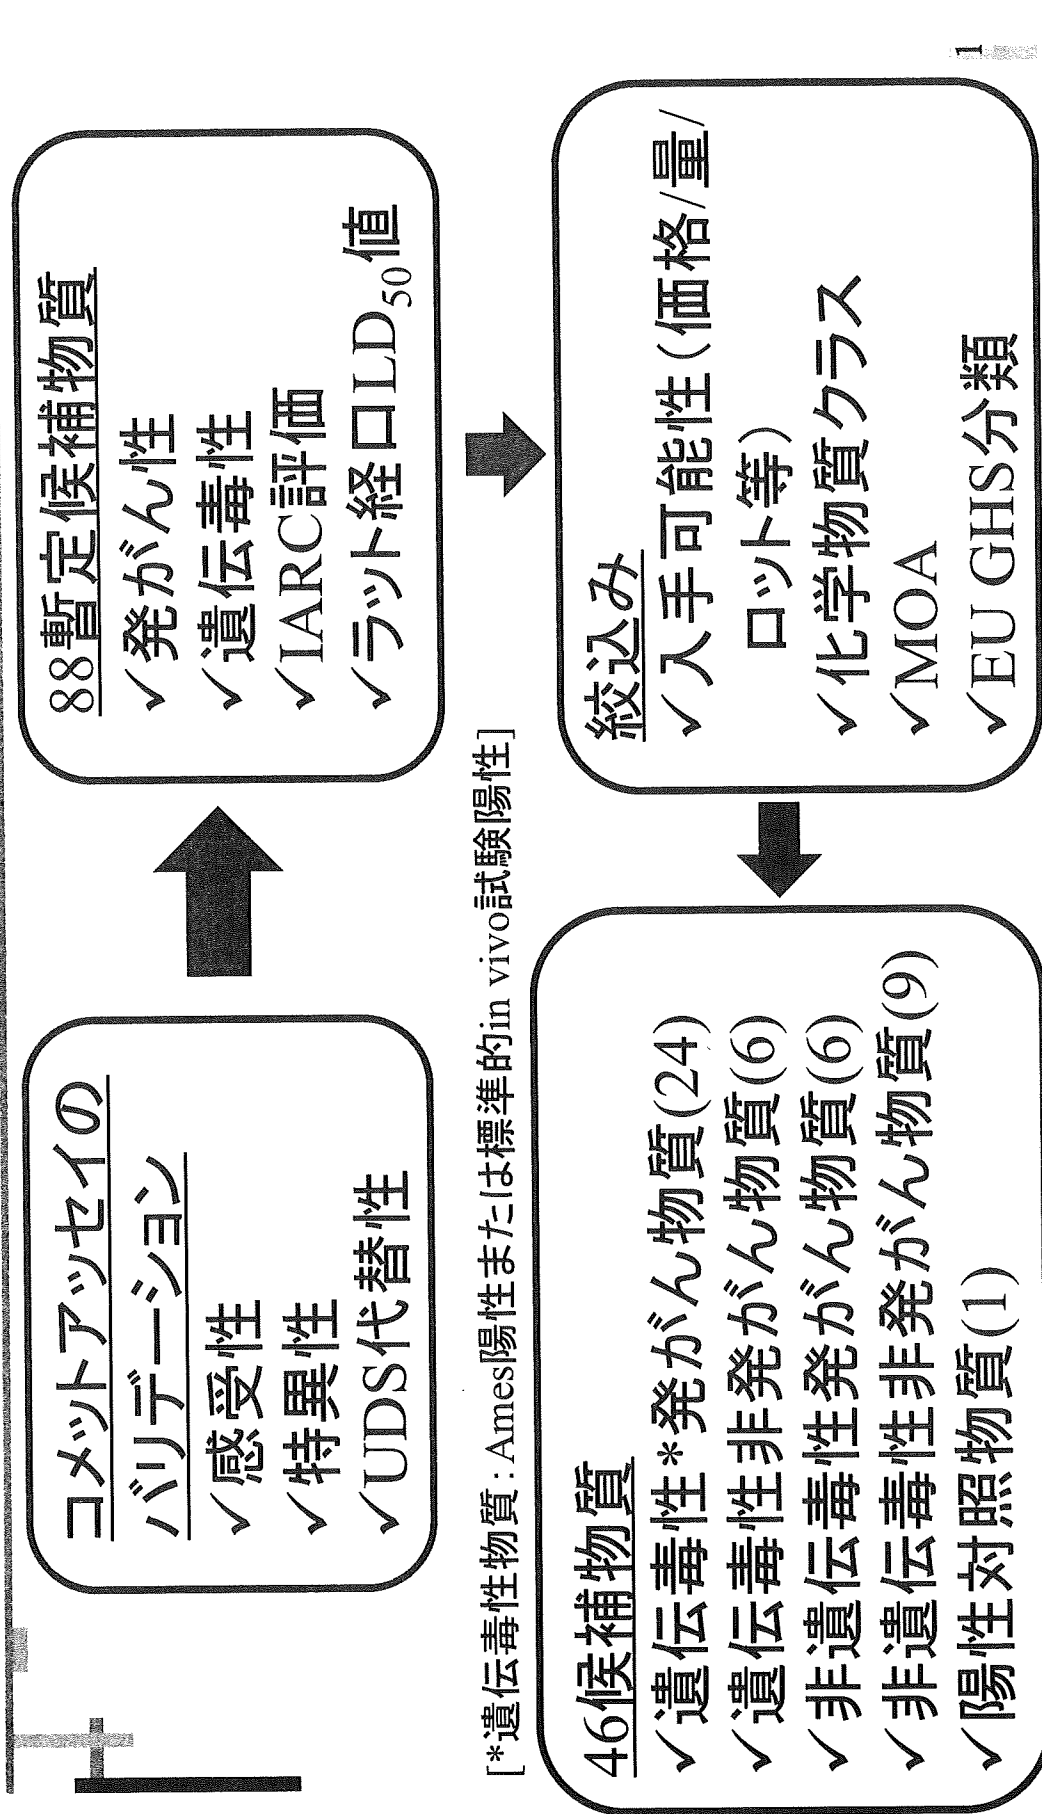 コメットアッセイの
バリデーション
✓感受性
✓特異性
✓UDS代替性
88暫定候補物質
✓発がん性
✓遺伝毒性
✓IARC評価
✓ラット経口LD₅₀値
[*遺伝毒性物質：Ames陽性または標準的in vivo試験陽性]
絞込み
✓入手可能性（価格/量/
ロット等）
✓化学物質クラス
✓MOA
✓EU GHS分類
46候補物質
✓遺伝毒性*発がん物質(24)
✓遺伝毒性非発がん物質(6)
✓非遺伝毒性発がん物質(6)
✓非遺伝毒性非発がん物質(9)
✓陽性対照物質(1)
1